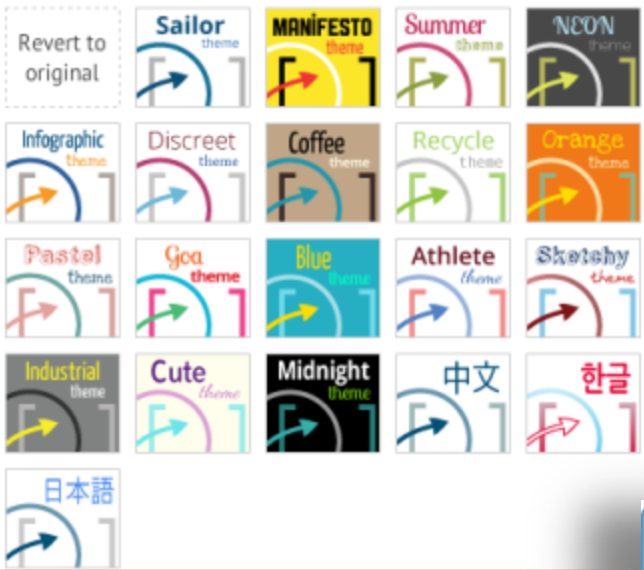 Revert to
original
Sailor
theme
MANIFESTO
theme
Summer
theme
NEON
theme
Infographic
theme
Discreet
theme
Coffee
theme
Recycle
theme
Orange
theme
Pastel
theme
Goa
theme
Blue
theme
Athlete
theme
Sketchy
theme
Industrial
theme
Cute
theme
Midnight
theme
中文
한글
日本語